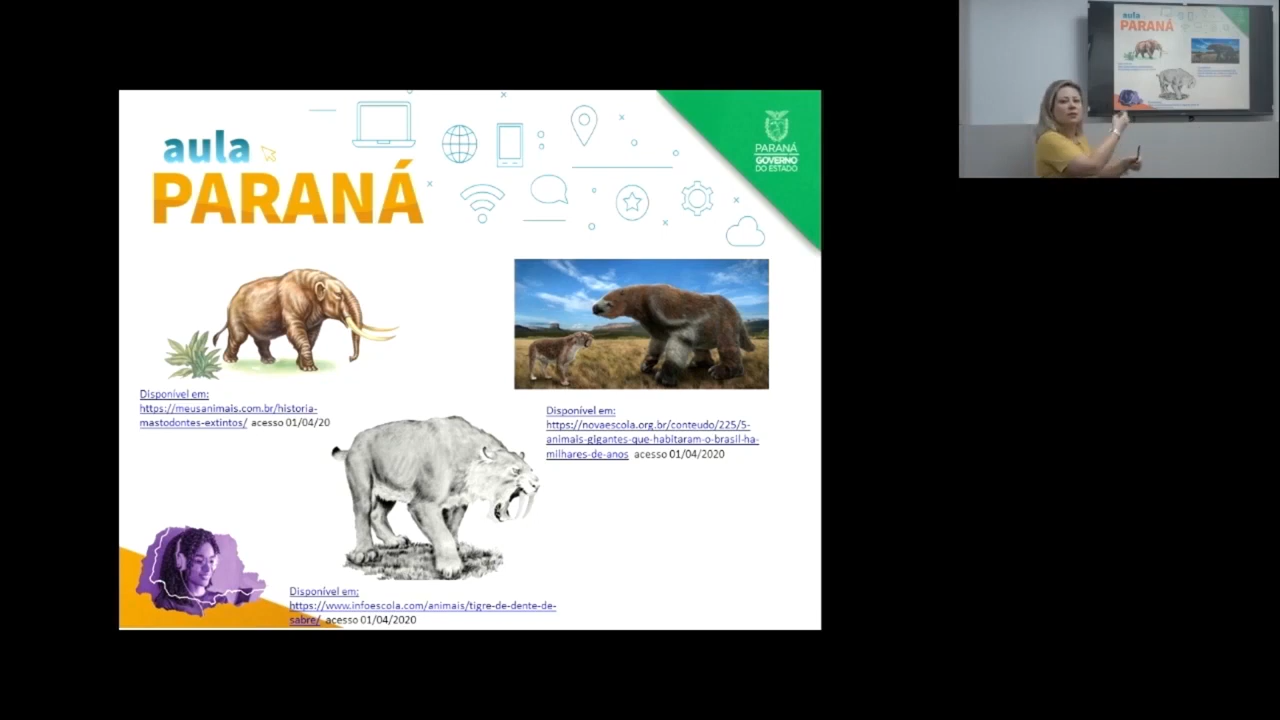 aula
PARANÁ
PARANÁ
GOVERNO
DO ESTADO
Disponível em:
https://meusanimais.com.br/historia-
mastodontes-extintos/ acesso 01/04/20
Disponível em:
https://novaescola.org.br/conteudo/225/5-
animais-gigantes-que-habitaram-o-brasil-ha-
milhares-de-anos acesso 01/04/2020
Disponível em:
https://www.infoescola.com/animais/tigre-de-dente-de-
sabre/ acesso 01/04/2020
aula
PARANÁ